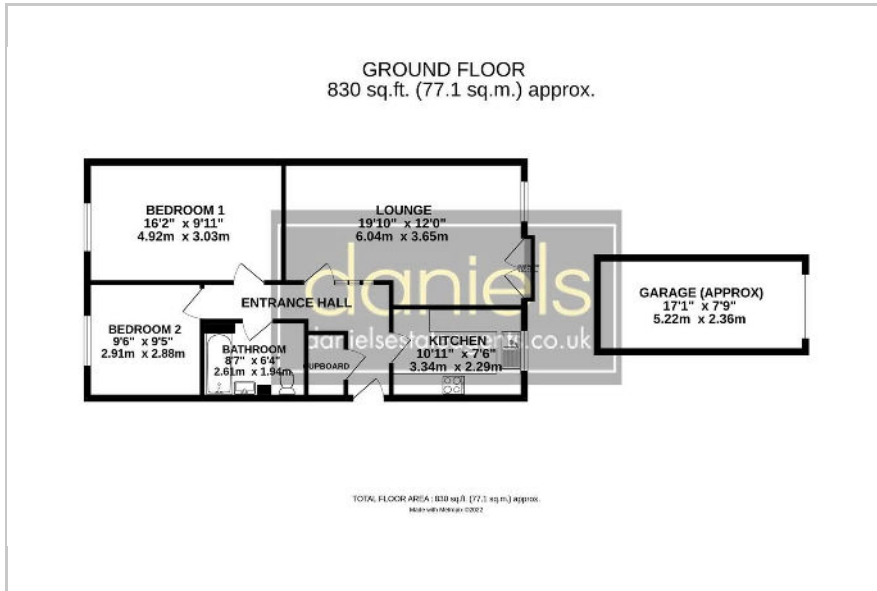 GROUND FLOOR
830 sq.ft. (77.1 sq.m.) approx.
BEDROOM 1
16'2" x 9'11"
4.92m x 3.03m
LOUNGE
19'10" x 12'0"
6.04m x 3.65m
daniels
danielsestateagents.co.uk
ENTRANCE HALL
GARAGE (APPROX)
17'1" x 7'9"
5.22m x 2.36m
BEDROOM 2
9'6" x 9'5"
2.91m x 2.88m
BATHROOM
8'7" x 6'4"
2.61m x 1.94m
CUPBOARD
KITCHEN
10'11" x 7'6"
3.34m x 2.29m
TOTAL FLOOR AREA : 830 sq.ft. (77.1 sq.m.) approx.
Made with Metropix ©2022